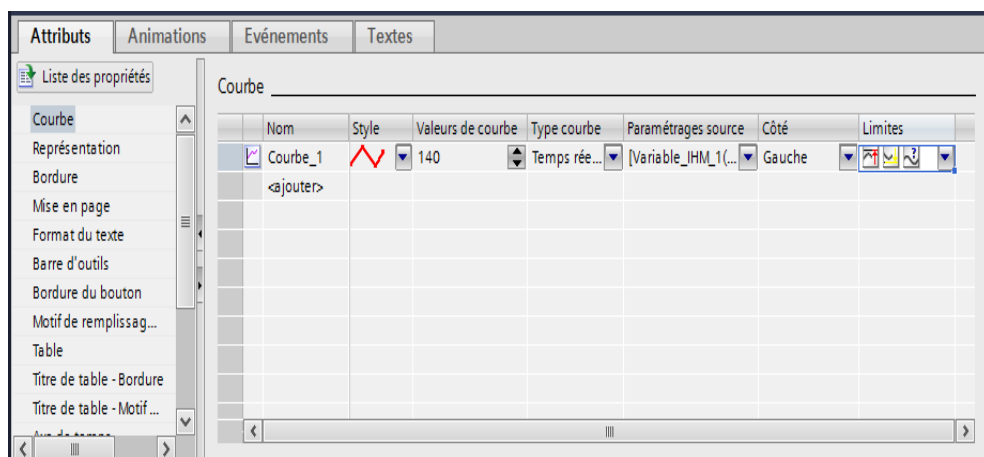 Attributs Animations Evénements Textes
Liste des propriétés
Courbe
Courbe
Représentation
Bordure
Mise en page
Format du texte
Barre d'outils
Bordure du bouton
Motif de remplissag...
Table
Titre de table - Bordure
Titre de table - Motif ...
Nom Style Valeurs de courbe Type courbe Paramétrages source Côté Limites
Courbe_1 140 Temps rée... [Variable_IHM_1(... Gauche
<ajouter>